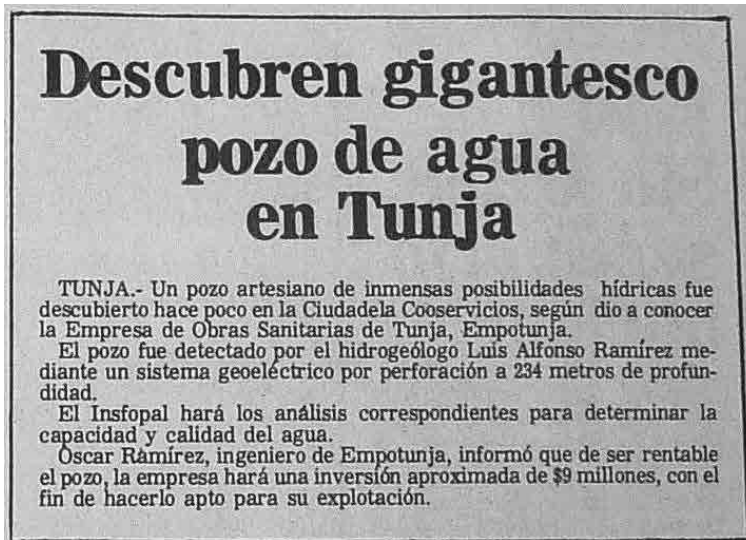 Descubren gigantesco
pozo de agua
en Tunja
TUNJA.- Un pozo artesiano de inmensas posibilidades hídricas fue
descubierto hace poco en la Ciudadela Cooservicios, según dio a conocer
la Empresa de Obras Sanitarias de Tunja, Empotunja.
El pozo fue detectado por el hidrogeólogo Luis Alfonso Ramírez me-
diante un sistema geoeléctrico por perforación a 234 metros de profun-
didad.
El Insfopal hará los análisis correspondientes para determinar la
capacidad y calidad del agua.
Oscar Ramírez, ingeniero de Empotunja, informó que de ser rentable
el pozo, la empresa hará una inversión aproximada de $9 millones, con el
fin de hacerlo apto para su explotación.